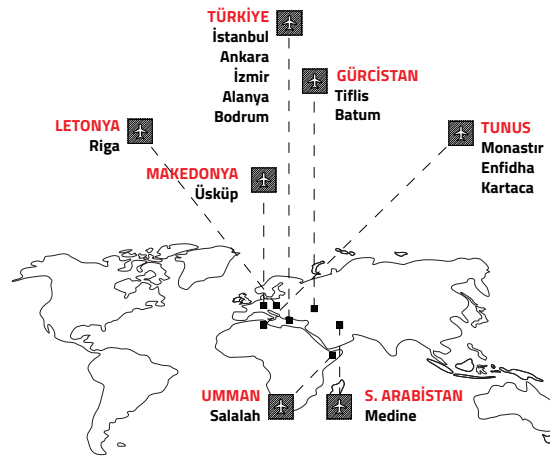 TÜRKİYE
İstanbul
Ankara
İzmir
Alanya
Bodrum
GÜRCİSTAN
Tiflis
Batum
LETONYA
Riga
TUNUS
Monastır
Enfidha
Kartaca
MAKEDONYA
Üsküp
UMMAN
Salalah
S. ARABİSTAN
Medine